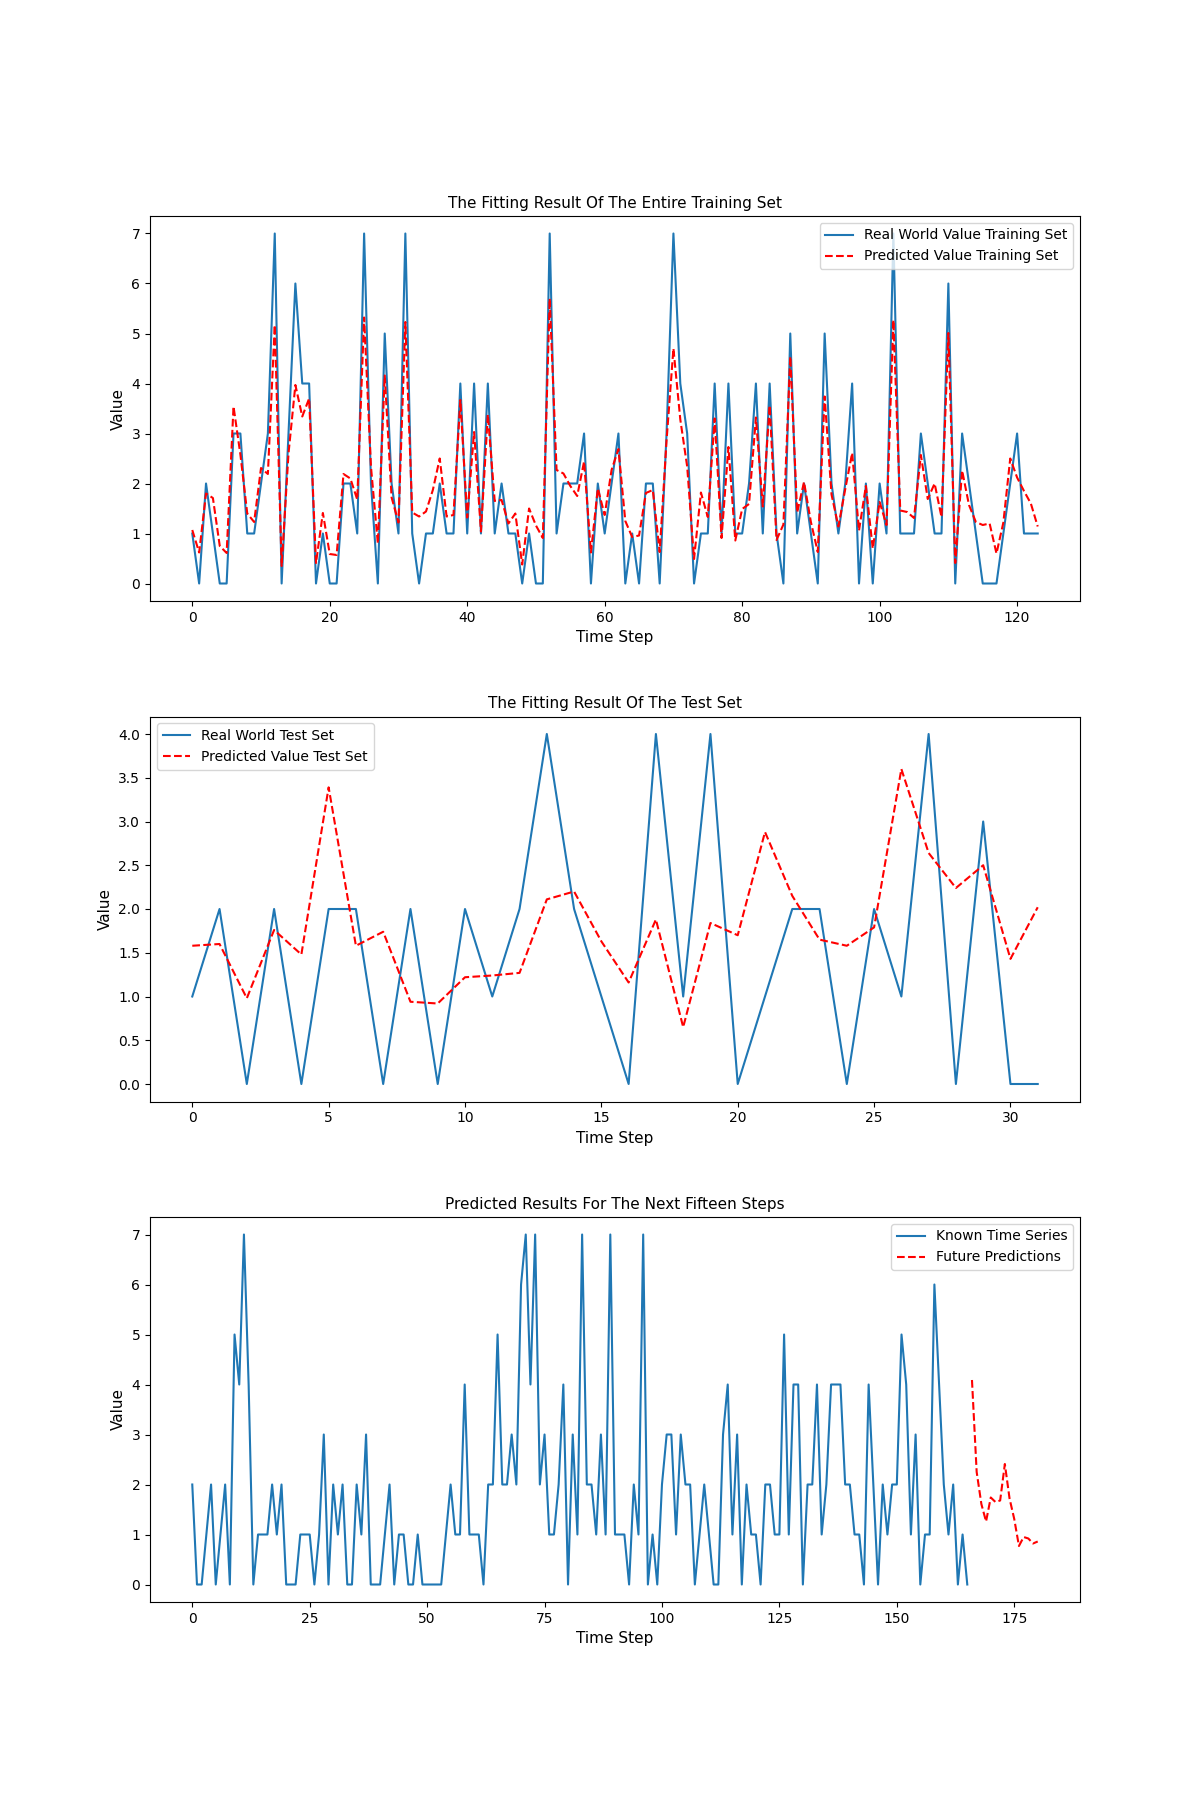 The Fitting Result Of The Entire Training Set
Real World Value Training Set
Predicted Value Training Set
Value
7
6
5
4
3
2
1
0
0 20 40 60 80 100 120
Time Step
The Fitting Result Of The Test Set
Real World Test Set
Predicted Value Test Set
Value
4.0
3.5
3.0
2.5
2.0
1.5
1.0
0.5
0.0
0 5 10 15 20 25 30
Time Step
Predicted Results For The Next Fifteen Steps
Known Time Series
Future Predictions
Value
7
6
5
4
3
2
1
0
0 25 50 75 100 125 150 175
Time Step